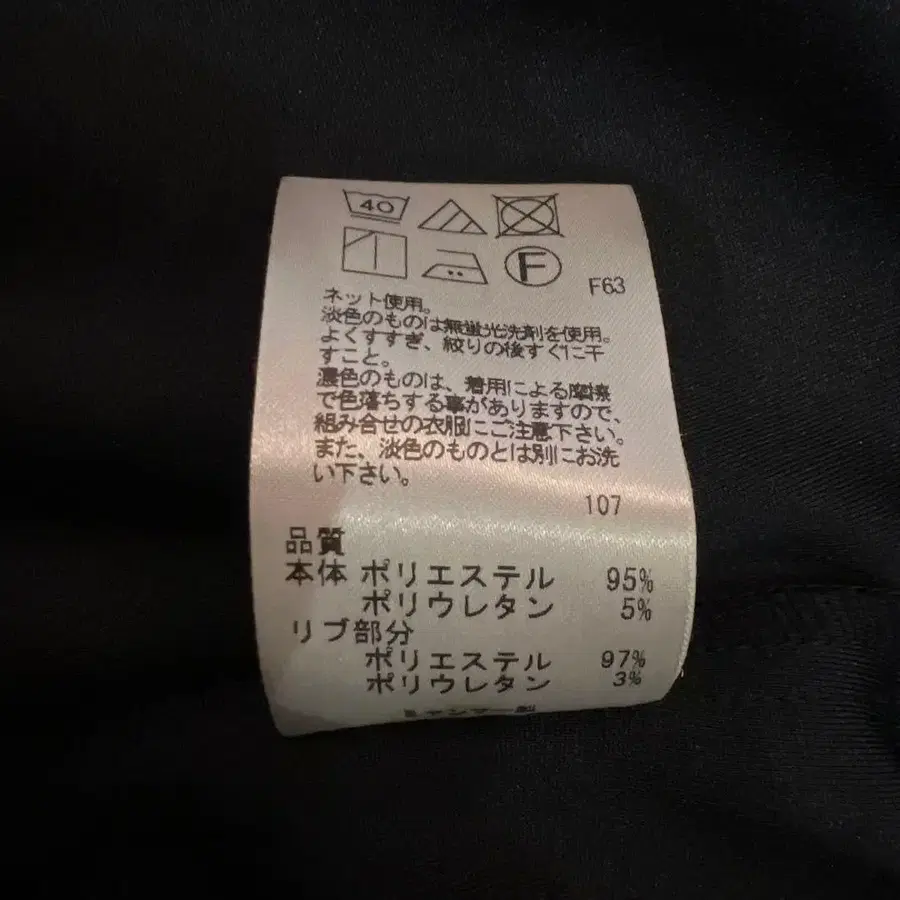 40
F
F63
ネット使用。
淡色のものは無蛍光洗剤を使用。
よくすすぎ、絞りの後すぐに干
すこと。
濃色のものは、着用による摩擦
で色落ちする事がありますので、
組み合せの衣服にご注意下さい。
また、淡色のものとは別にお洗
い下さい。
107
品質
本体 ポリエステル 95%
ポリウレタン 5%
リブ部分
ポリエステル 97%
ポリウレタン 3%
ミャンマー製